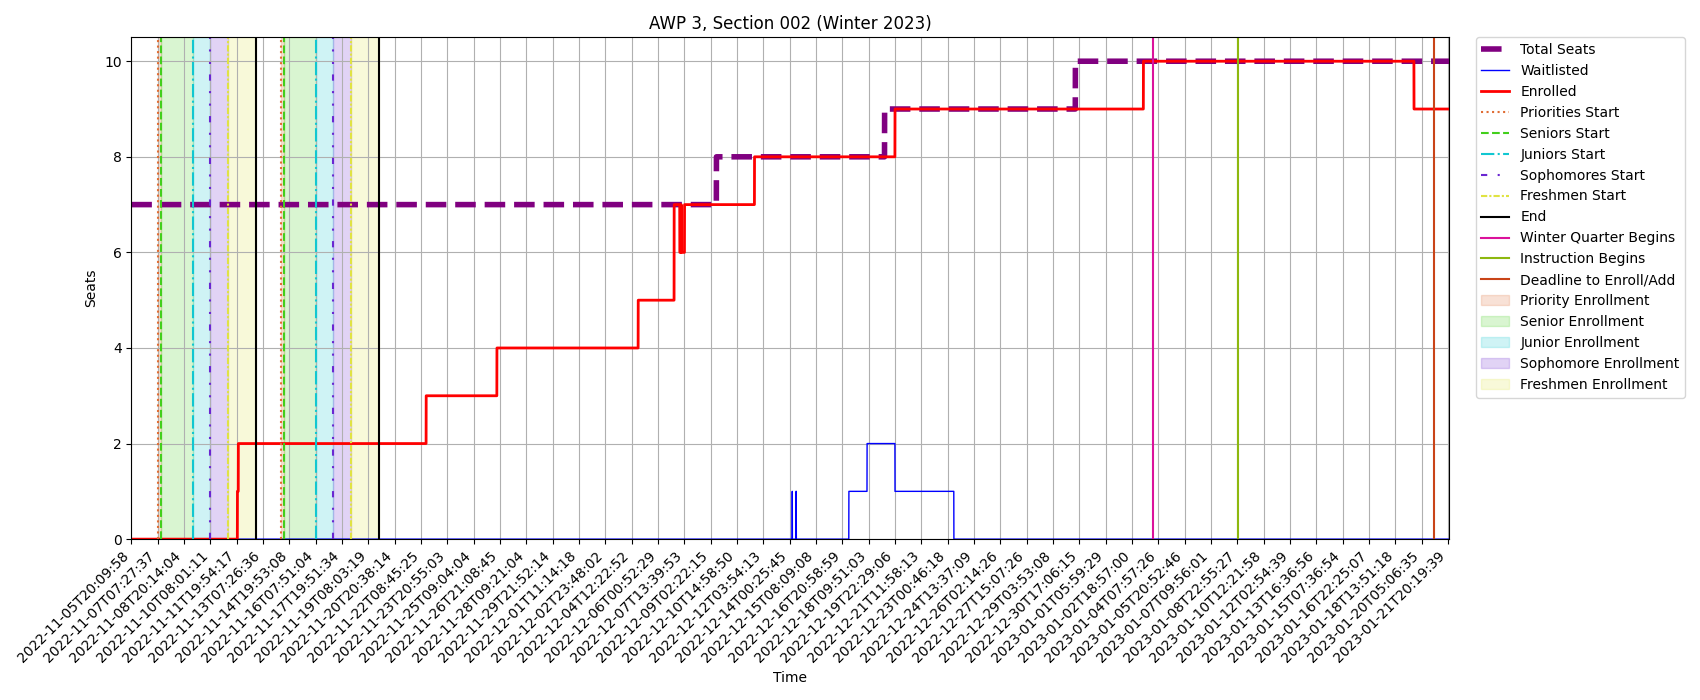 AWP 3, Section 002 (Winter 2023)
10
8
6
4
2
0
Seats
2022-11-05T20:09:58
2022-11-07T07:27:37
2022-11-08T20:14:04
2022-11-10T08:01:11
2022-11-11T19:54:17
2022-11-13T07:26:36
2022-11-14T19:53:08
2022-11-16T07:51:04
2022-11-17T19:51:34
2022-11-19T08:03:19
2022-11-20T20:38:14
2022-11-22T08:45:25
2022-11-23T20:55:03
2022-11-25T09:04:04
2022-11-26T21:08:45
2022-11-28T09:21:04
2022-11-29T21:52:14
2022-12-01T11:14:18
2022-12-02T23:48:02
2022-12-04T12:22:52
2022-12-06T00:52:29
2022-12-07T13:39:53
2022-12-09T02:22:15
2022-12-10T14:58:50
2022-12-12T03:54:13
2022-12-14T00:25:45
2022-12-15T08:09:08
2022-12-16T20:58:59
2022-12-18T09:51:03
2022-12-19T22:29:06
2022-12-21T11:58:13
2022-12-23T00:46:18
2022-12-24T13:37:09
2022-12-26T02:14:26
2022-12-27T15:07:26
2022-12-29T03:53:08
2022-12-30T17:06:15
2023-01-01T05:59:29
2023-01-02T18:57:00
2023-01-04T07:57:26
2023-01-05T20:52:46
2023-01-07T09:56:01
2023-01-08T22:55:27
2023-01-10T12:21:58
2023-01-12T02:54:39
2023-01-13T16:36:56
2023-01-15T07:36:54
2023-01-16T22:25:07
2023-01-18T13:51:18
2023-01-20T05:06:35
2023-01-21T20:19:39
Time
Total Seats
Waitlisted
Enrolled
Priorities Start
Seniors Start
Juniors Start
Sophomores Start
Freshmen Start
End
Winter Quarter Begins
Instruction Begins
Deadline to Enroll/Add
Priority Enrollment
Senior Enrollment
Junior Enrollment
Sophomore Enrollment
Freshmen Enrollment